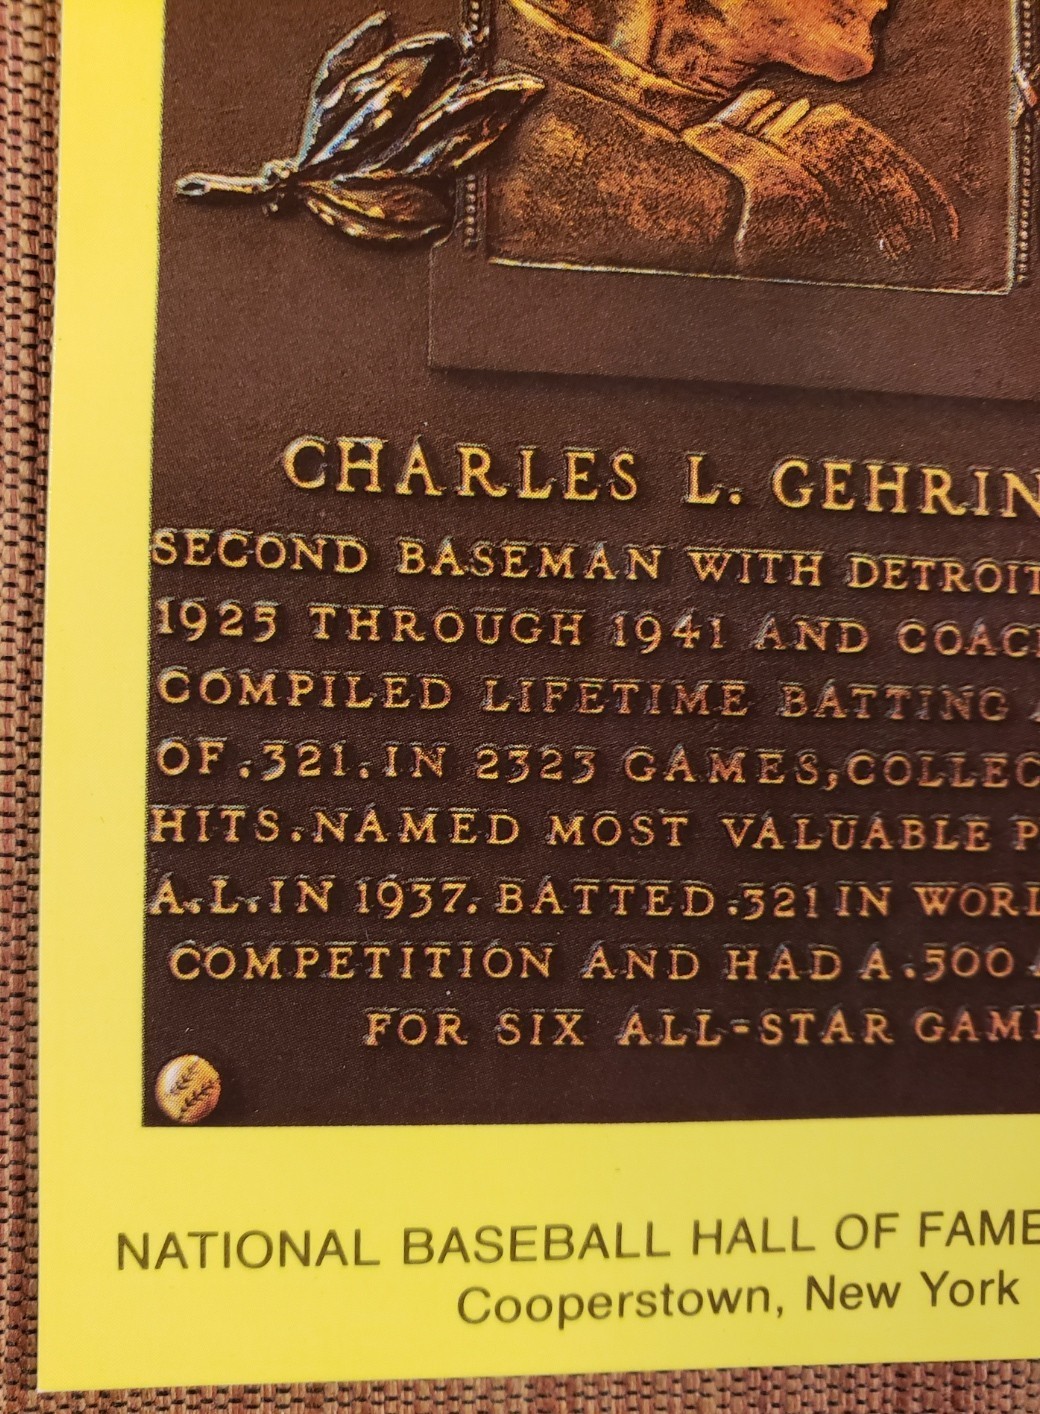 CHARLES L. GEHRIN
SECOND BASEMAN WITH DETROIT
1925 THROUGH 1941 AND COAC
COMPILED LIFETIME BATTING
OF .321. IN 2323 GAMES, COLLEC
HITS. NAMED MOST VALUABLE P
A.L. IN 1937. BATTED .321 IN WORL
COMPETITION AND HAD A .500
FOR SIX ALL-STAR GAM
NATIONAL BASEBALL HALL OF FAME
Cooperstown, New York